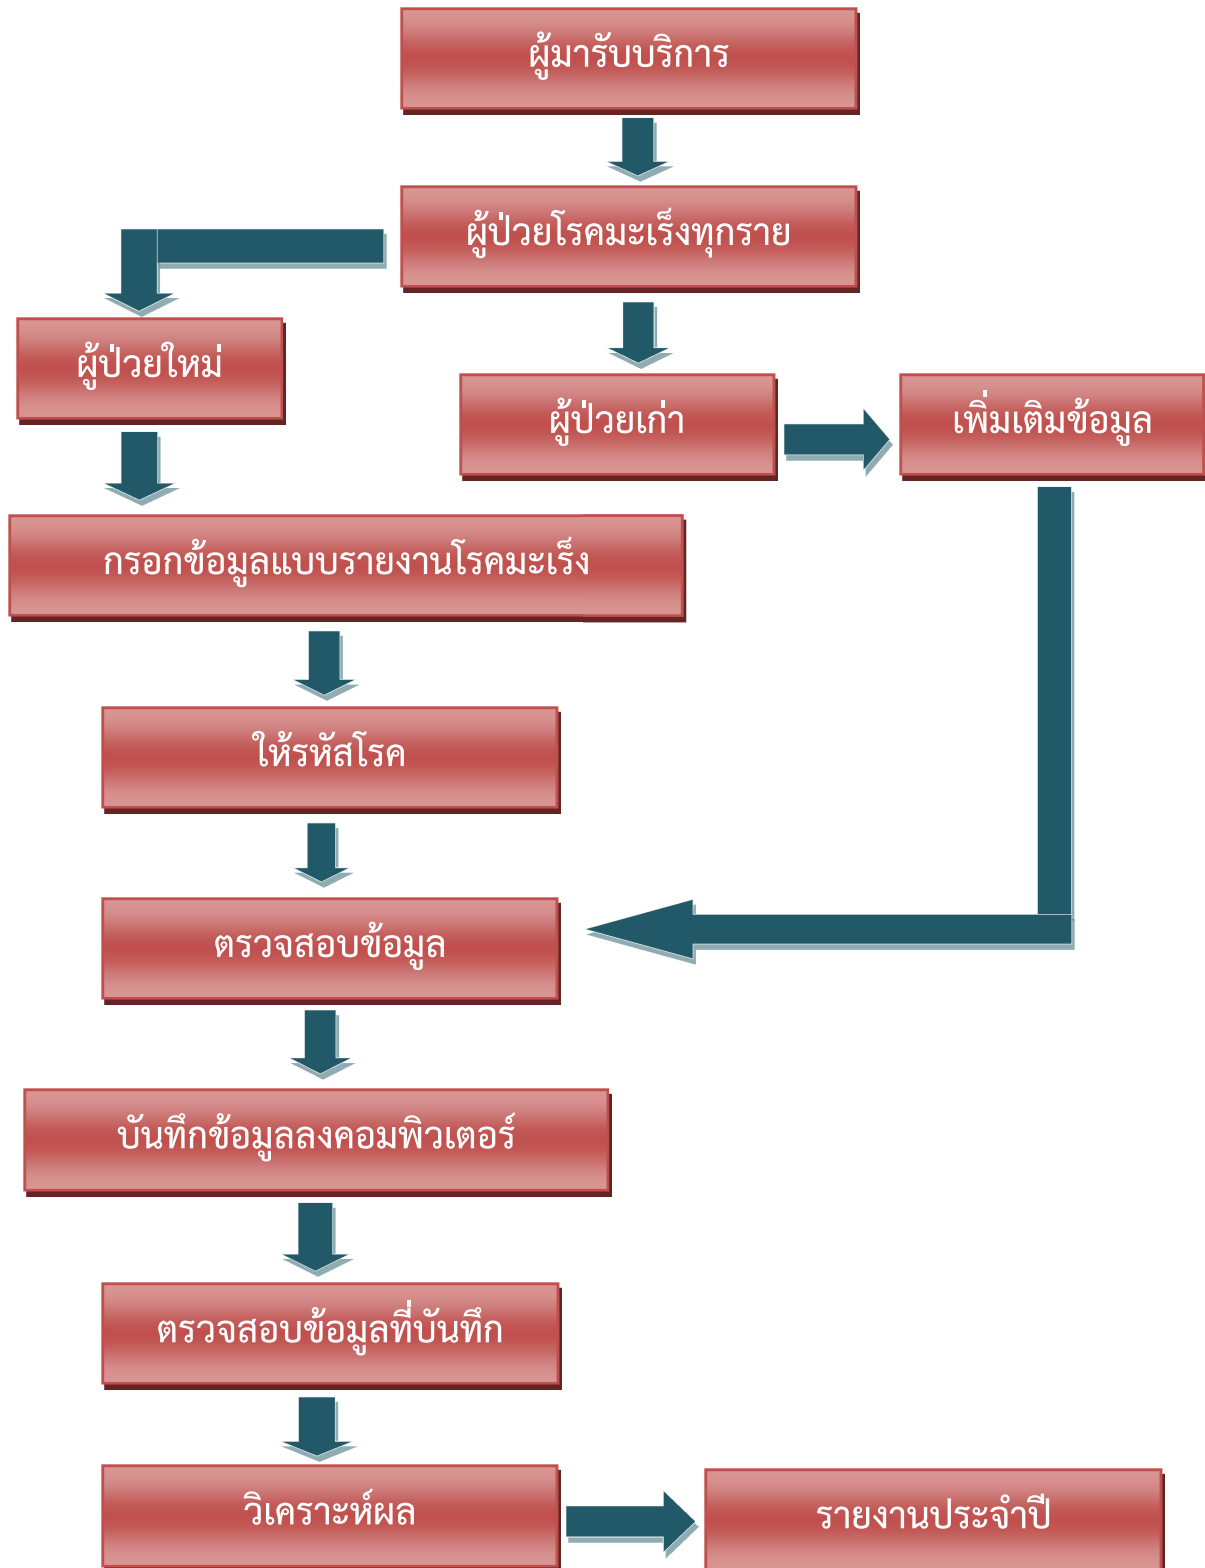 ผู้มารับบริการ
ผู้ป่วยโรคมะเร็งทุกราย
ผู้ป่วยใหม่
ผู้ป่วยเก่า
เพิ่มเติมข้อมูล
กรอกข้อมูลแบบรายงานโรคมะเร็ง
ให้รหัสโรค
ตรวจสอบข้อมูล
บันทึกข้อมูลลงคอมพิวเตอร์
ตรวจสอบข้อมูลที่บันทึก
วิเคราะห์ผล
รายงานประจำปี